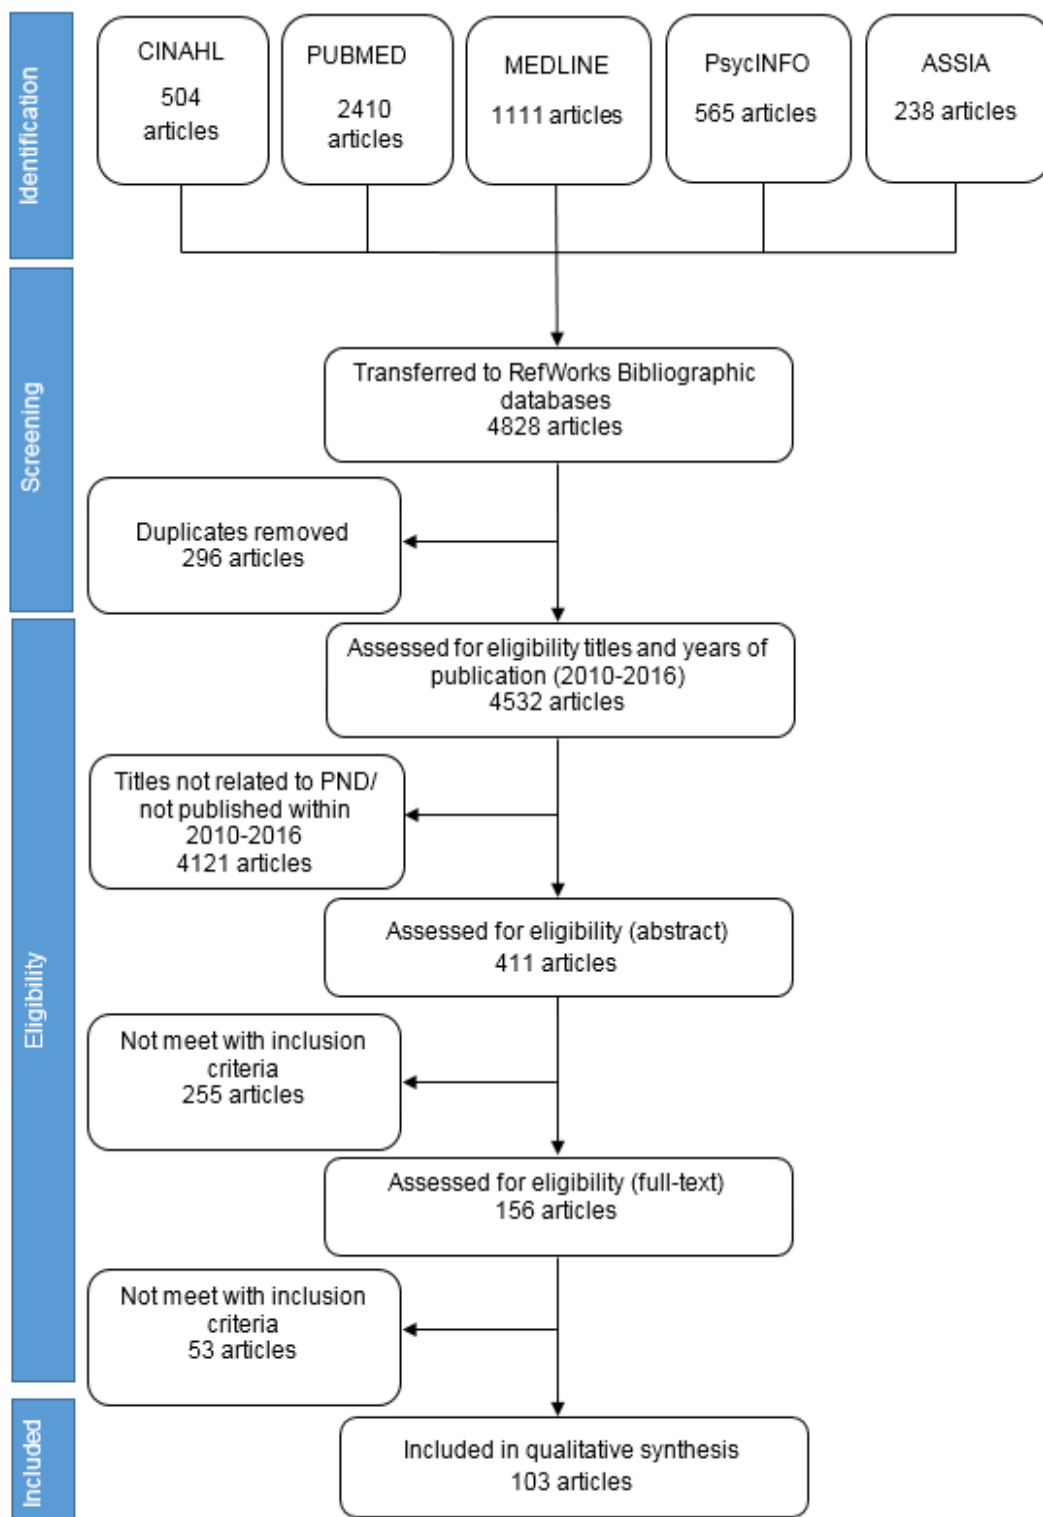 Identification
CINAHL
504
articles
PUBMED
2410
articles
MEDLINE
1111 articles
PsycINFO
565 articles
ASSIA
238 articles
Screening
Transferred to RefWorks Bibliographic
databases
4828 articles
Duplicates removed
296 articles
Eligibility
Assessed for eligibility titles and years of
publication (2010-2016)
4532 articles
Titles not related to PND/
not published within
2010-2016
4121 articles
Assessed for eligibility (abstract)
411 articles
Not meet with inclusion
criteria
255 articles
Assessed for eligibility (full-text)
156 articles
Not meet with inclusion
criteria
53 articles
Included
Included in qualitative synthesis
103 articles